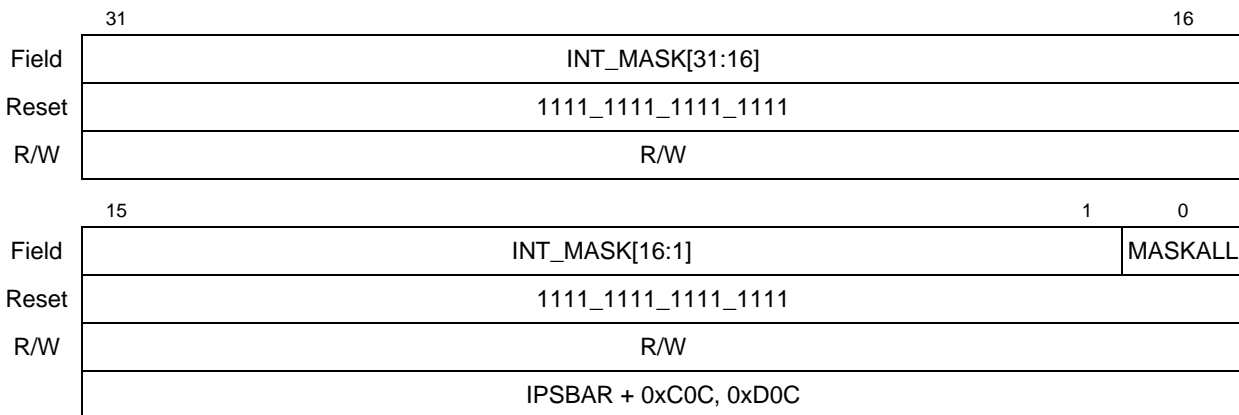 31 16
Field INT_MASK[31:16]
Reset 1111_1111_1111_1111
R/W R/W
15 1 0
Field INT_MASK[16:1] MASKALL
Reset 1111_1111_1111_1111
R/W R/W
IPSBAR + 0xC0C, 0xD0C